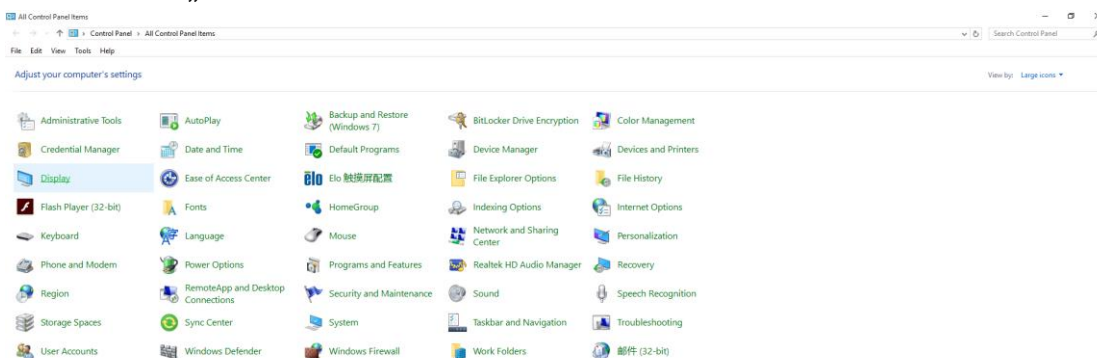 ”
All Control Panel Items
Control Panel > All Control Panel Items
Search Control Panel
File Edit View Tools Help
Adjust your computer's settings
View by: Large icons
Administrative Tools
AutoPlay
Backup and Restore
(Windows 7)
BitLocker Drive Encryption
Color Management
Credential Manager
Date and Time
Default Programs
Device Manager
Devices and Printers
Display
Ease of Access Center
elo Elo 触摸屏配置
File Explorer Options
File History
Flash Player (32-bit)
Fonts
HomeGroup
Indexing Options
Internet Options
Keyboard
Language
Mouse
Network and Sharing
Center
Personalization
Phone and Modem
Power Options
Programs and Features
Realtek HD Audio Manager
Recovery
Region
RemoteApp and Desktop
Connections
Security and Maintenance
Sound
Speech Recognition
Storage Spaces
Sync Center
System
Taskbar and Navigation
Troubleshooting
User Accounts
Windows Defender
Windows Firewall
Work Folders
邮件 (32-bit)